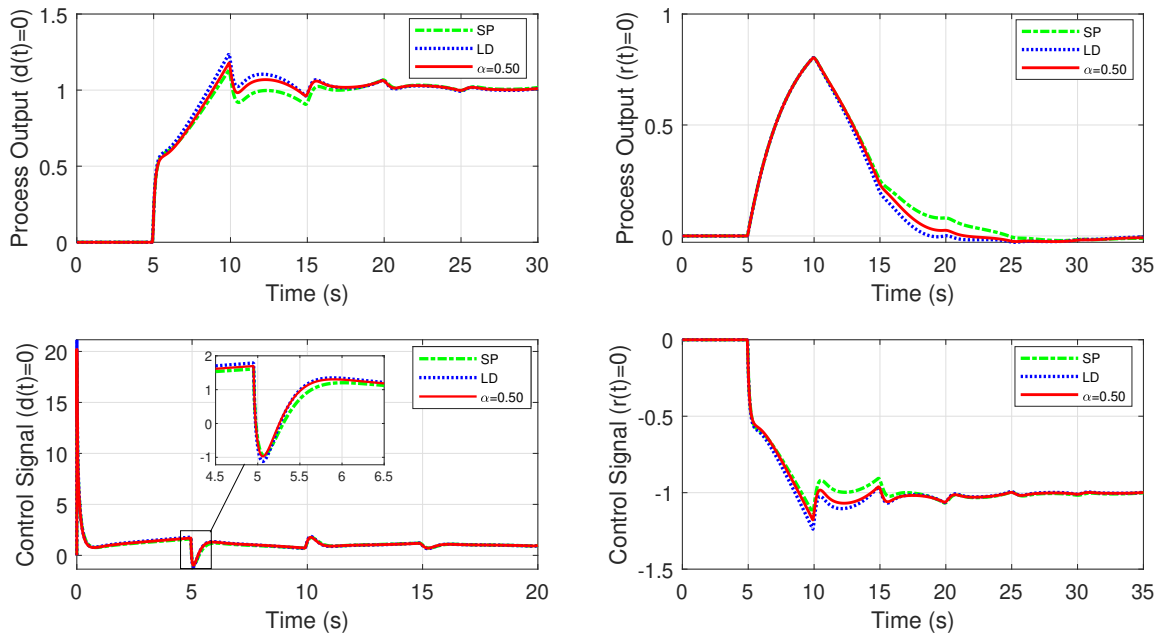 Process Output (d(t)=0)
1.5
1.0
0.5
0
SP
LD
α=0.50
0 5 10 15 20 25 30
Time (s)
Process Output (r(t)=0)
1
0.5
0
SP
LD
α=0.50
0 5 10 15 20 25 30 35
Time (s)
Control Signal (d(t)=0)
20
15
10
5
0
2
1
0
-1
4.5 5 5.5 6 6.5
SP
LD
α=0.50
0 5 10 15 20
Time (s)
Control Signal (r(t)=0)
0
-0.5
-1.0
-1.5
SP
LD
α=0.50
0 5 10 15 20 25 30 35
Time (s)